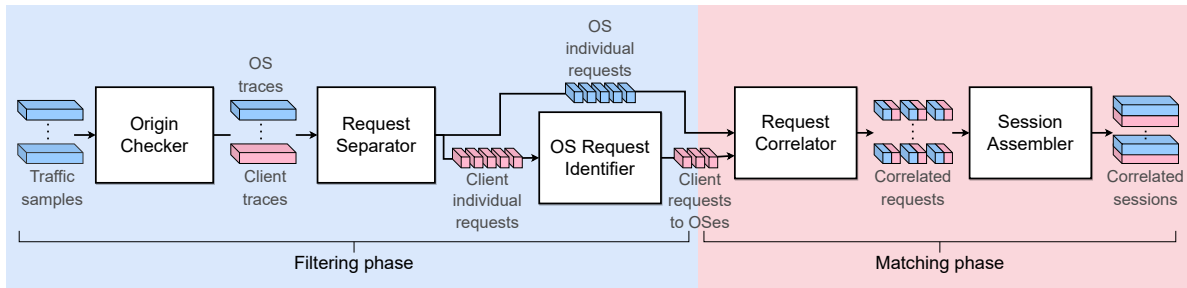 OS
individual
requests
OS
traces
Origin
Checker
Request
Separator
OS Request
Identifier
Request
Correlator
Session
Assembler
Traffic
samples
Client
traces
Client
individual
requests
Client
requests
to OSes
Correlated
requests
Correlated
sessions
Filtering phase
Matching phase